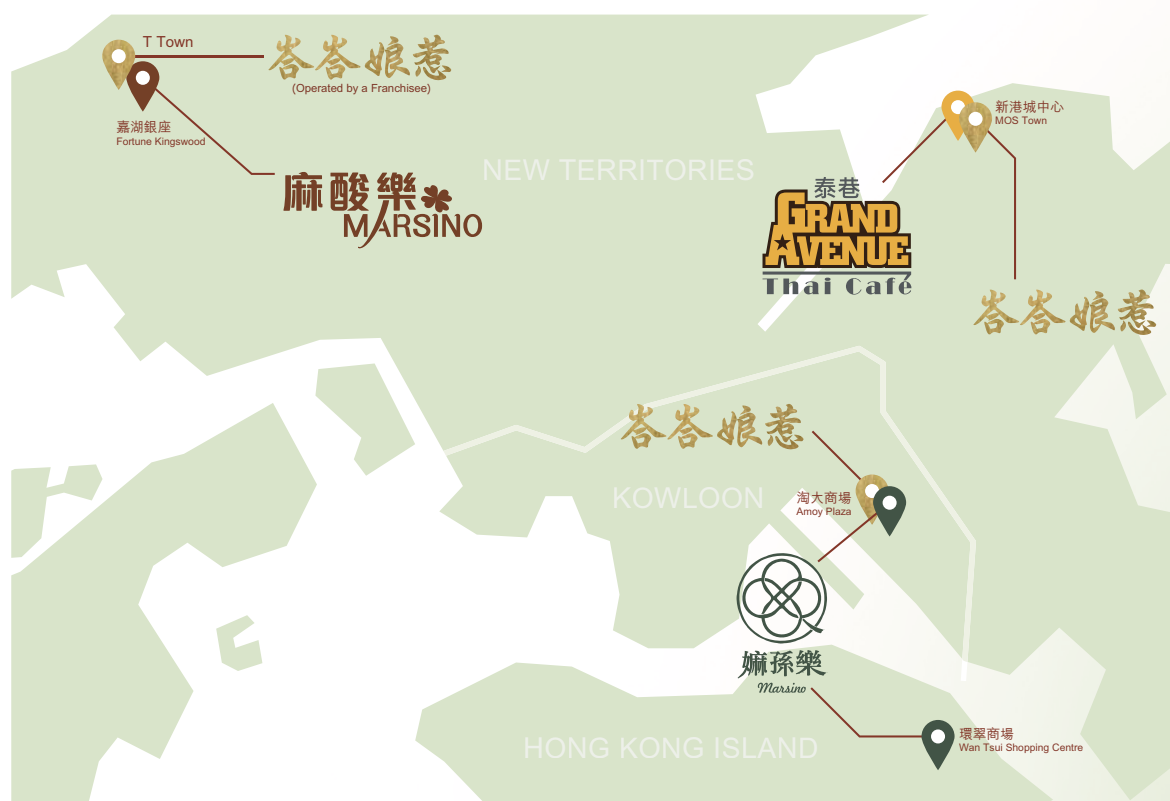 T Town
峇峇娘惹
(Operated by a Franchisee)
嘉湖銀座
Fortune Kingswood
麻酸樂
MARSINO
NEW TERRITORIES
新港城中心
MOS Town
泰巷
GRAND
AVENUE
Thai Café
峇峇娘惹
峇峇娘惹
KOWLOON
淘大商場
Amoy Plaza
嫲孫樂
Marsino
環翠商場
Wan Tsui Shopping Centre
HONG KONG ISLAND